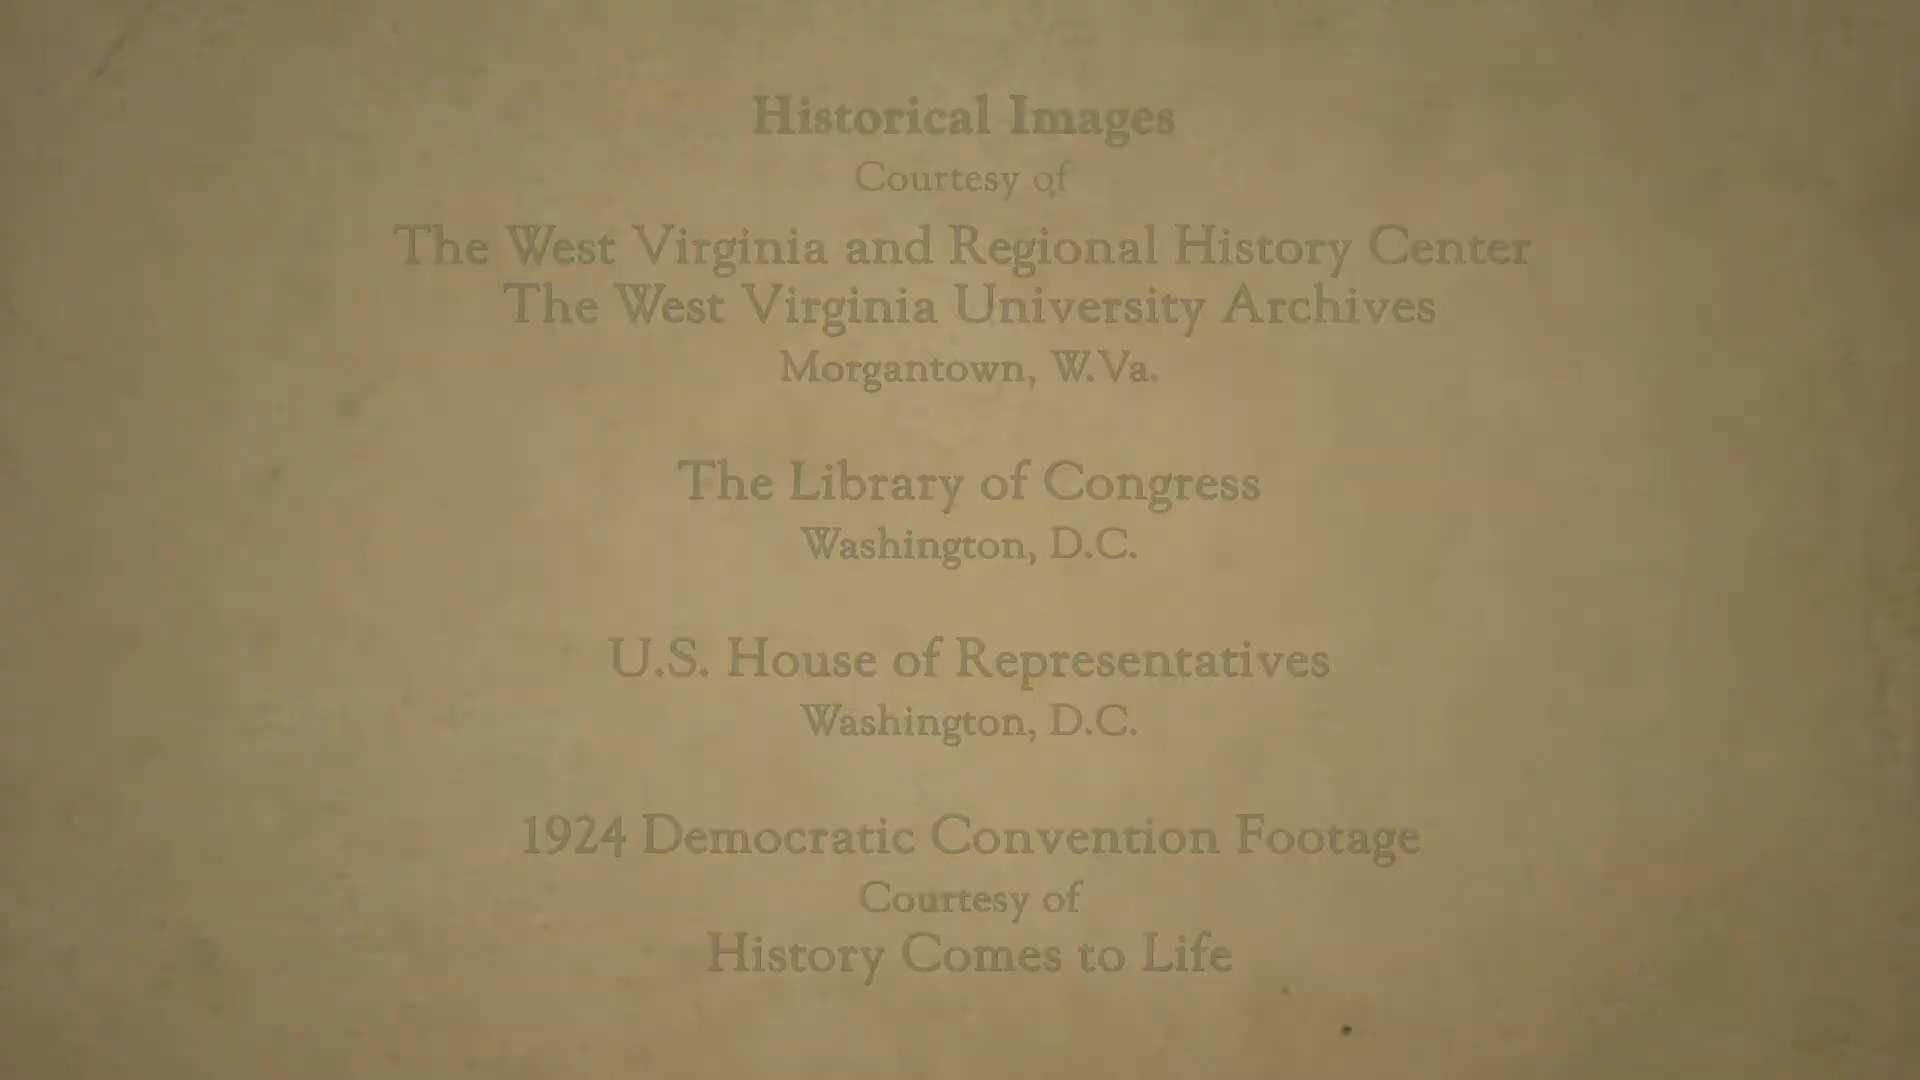 Historical Images
Courtesy of
The West Virginia and Regional History Center
The West Virginia University Archives
Morgantown, W.Va.
The Library of Congress
Washington, D.C.
U.S. House of Representatives
Washington, D.C.
1924 Democratic Convention Footage
Courtesy of
History Comes to Life